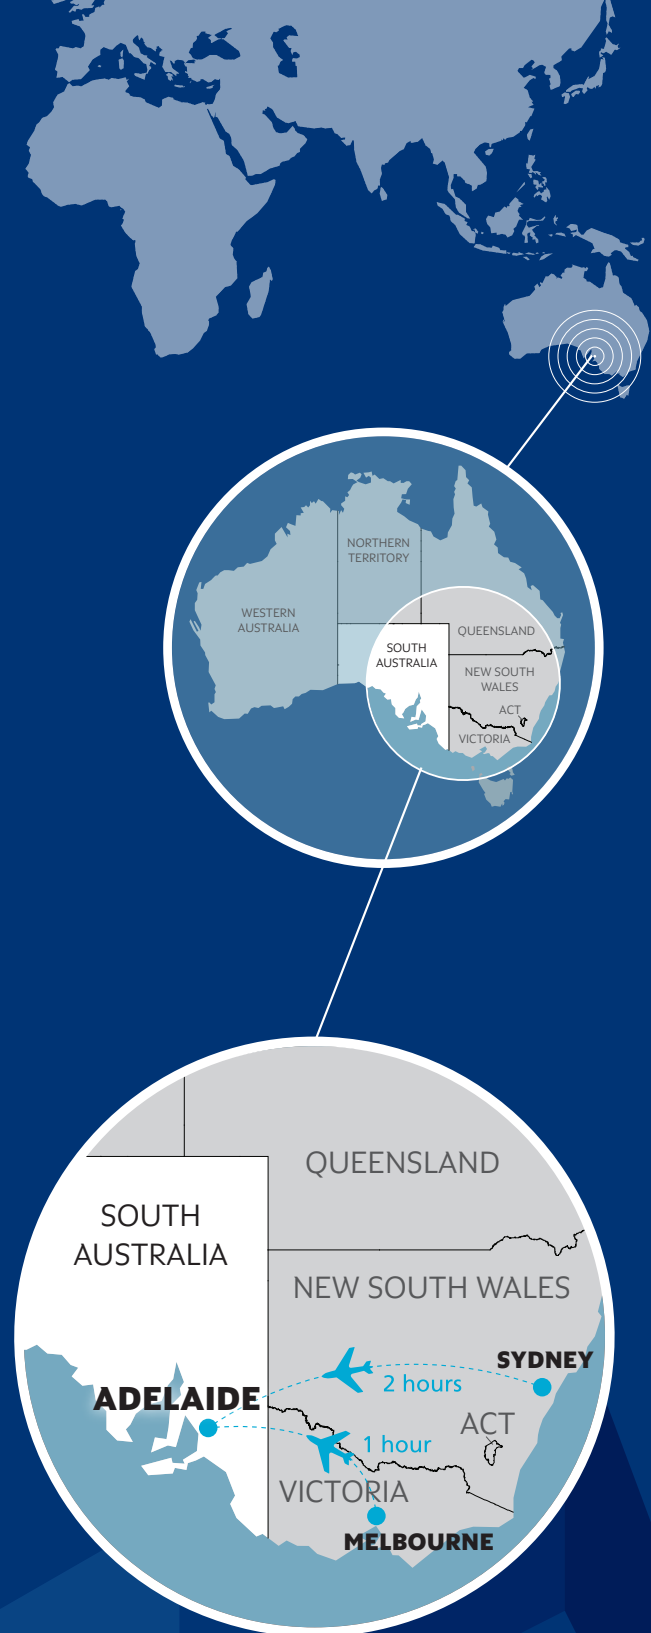 NORTHERN
TERRITORY
WESTERN
AUSTRALIA
QUEENSLAND
SOUTH
AUSTRALIA
NEW SOUTH
WALES
ACT
VICTORIA
QUEENSLAND
SOUTH
AUSTRALIA
NEW SOUTH WALES
SYDNEY
2 hours
ADELAIDE
ACT
1 hour
VICTORIA
MELBOURNE